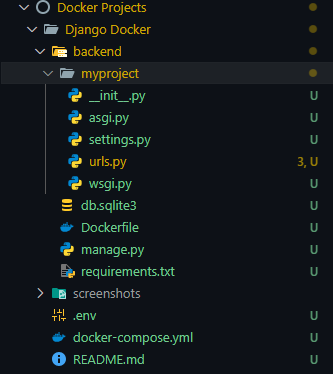 Docker Projects
Django Docker
backend
myproject
__init__.py U
asgi.py U
settings.py U
urls.py 3, U
wsgi.py U
db.sqlite3 U
Dockerfile U
manage.py U
requirements.txt U
screenshots
.env U
docker-compose.yml U
README.md U